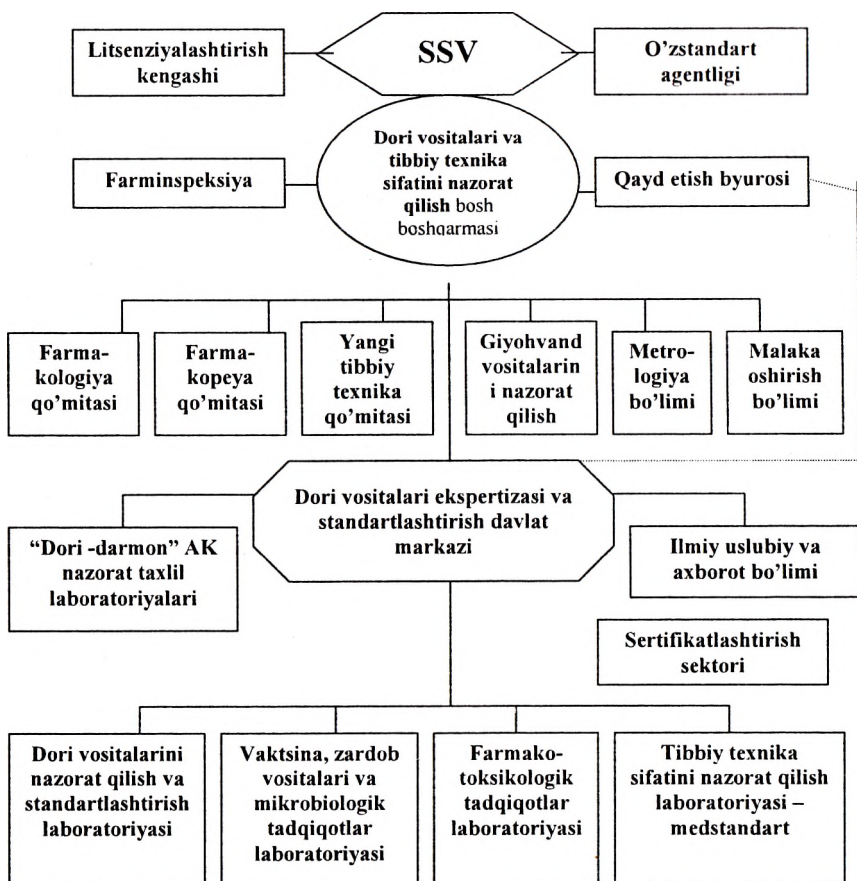 Litsenziyalashtirish
kengashi
SSV
O'zstandart
agentligi
Farminspeksiya
Dori vositalari va
tibbiy texnika
sifatini nazorat
qilish bosh
boshqarmasi
Qayd etish byurosi
Farma-
kologiya
qo'mitasi
Farma-
kopeya
qo'mitasi
Yangi
tibbiy
texnika
qo'mitasi
Giyohvand
vositalarin
i nazorat
qilish
Metro-
logiya
bo'limi
Malaka
oshirish
bo'limi
Dori vositalari ekspertizasi va
standartlashtirish davlat
markazi
“Dori -darmon” AK
nazorat taxlil
laboratoriyalari
Ilmiy uslubiy va
axborot bo'limi
Sertifikatlashtirish
sektori
Dori vositalarini
nazorat qilish va
standartlashtirish
laboratoriyasi
Vaktsina, zardob
vositalari va
mikrobiologik
tadqiqotlar
laboratoriyasi
Farmako-
toksikologik
tadqiqotlar
laboratoriyasi
Tibbiy texnika
sifatini nazorat qilish
laboratoriyasi –
medstandart